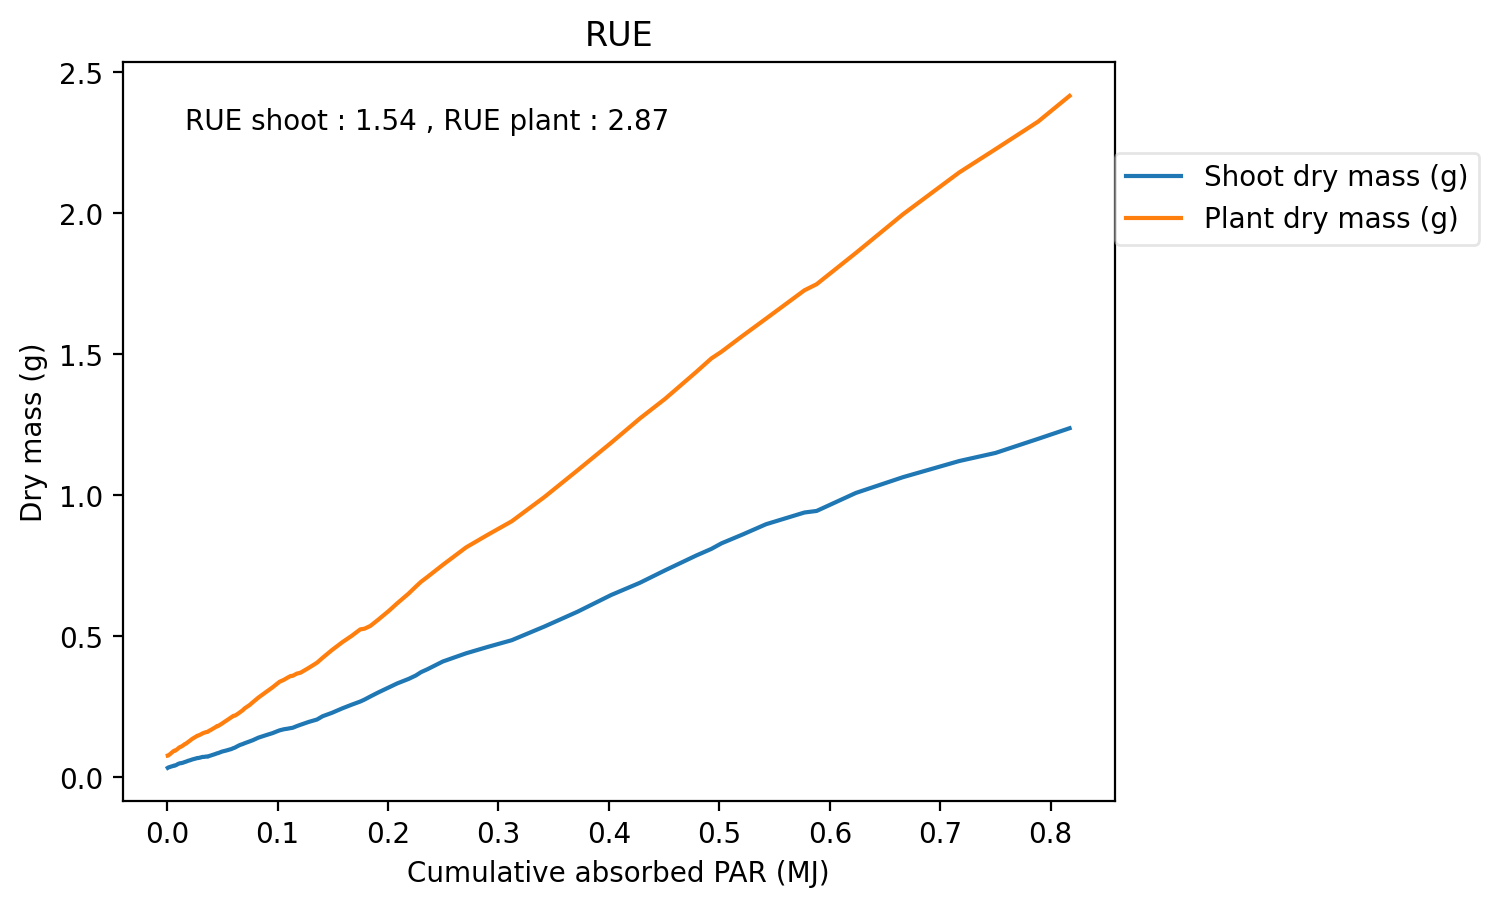 RUE
RUE shoot : 1.54 , RUE plant : 2.87
Shoot dry mass (g)
Plant dry mass (g)
Dry mass (g)
2.5
2.0
1.5
1.0
0.5
0.0
0.0 0.1 0.2 0.3 0.4 0.5 0.6 0.7 0.8
Cumulative absorbed PAR (MJ)